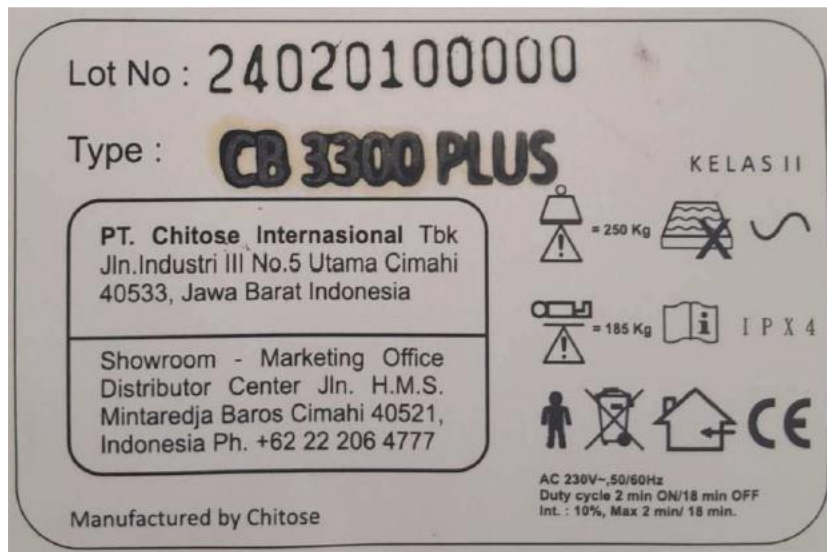 Lot No : 24020100000
Type : CB 3300 PLUS
KELAS II
PT. Chitose Internasional Tbk
Jln.Industri III No.5 Utama Cimahi
40533, Jawa Barat Indonesia
Showroom - Marketing Office
Distributor Center Jln. H.M.S.
Mintaredja Baros Cimahi 40521,
Indonesia Ph. +62 22 206 4777
= 250 Kg
= 185 Kg
i
IPX4
CE
AC 230V~,50/60Hz
Duty cycle 2 min ON/18 min OFF
Int. : 10%, Max 2 min/ 18 min.
Manufactured by Chitose